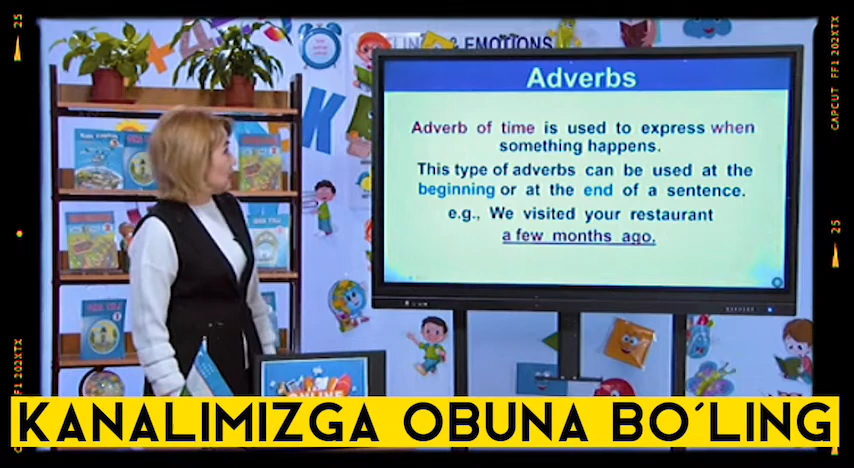 25
CAPCUT FF1 202XTX
& EMOTIONS
Adverbs
Adverb of time is used to express when
something happens.
This type of adverbs can be used at the
beginning or at the end of a sentence.
e.g., We visited your restaurant
a few months ago.
25
K
ONLINE
KANALIMIZGA OBUNA BO´LING